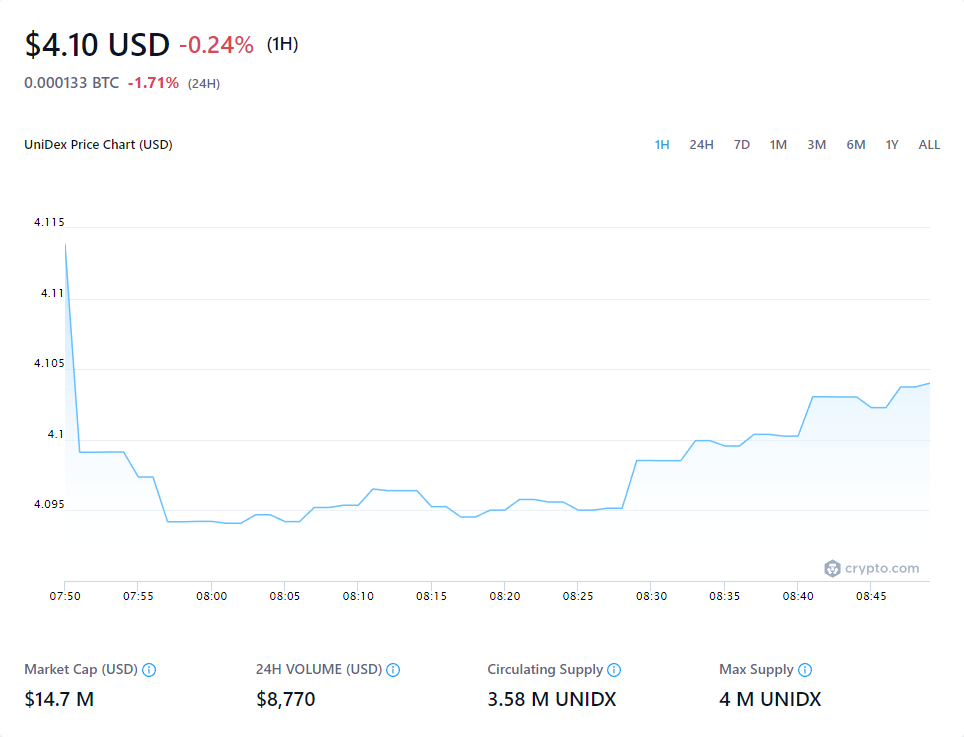 $4.10 USD -0.24% (1H)
0.000133 BTC -1.71% (24H)
UniDex Price Chart (USD) 1H 24H 7D 1M 3M 6M 1Y ALL
4.115
4.11
4.105
4.1
4.095
crypto.com
07:50 07:55 08:00 08:05 08:10 08:15 08:20 08:25 08:30 08:35 08:40 08:45
Market Cap (USD) 24H VOLUME (USD) Circulating Supply Max Supply
$14.7 M $8,770 3.58 M UNIDX 4 M UNIDX